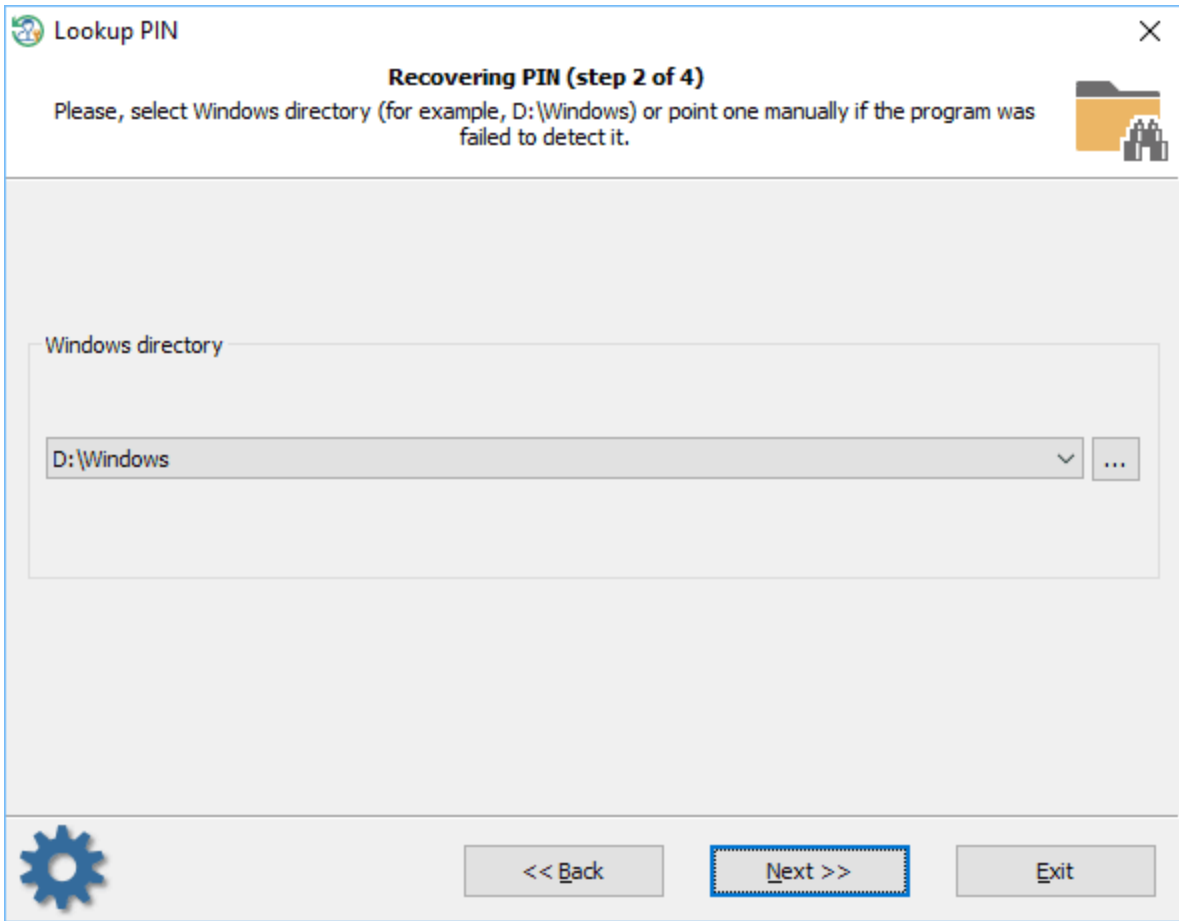 Lookup PIN
Recovering PIN (step 2 of 4)
Please, select Windows directory (for example, D:\Windows) or point one manually if the program was
failed to detect it.
Windows directory
D:\Windows
...
<< Back
Next >>
Exit